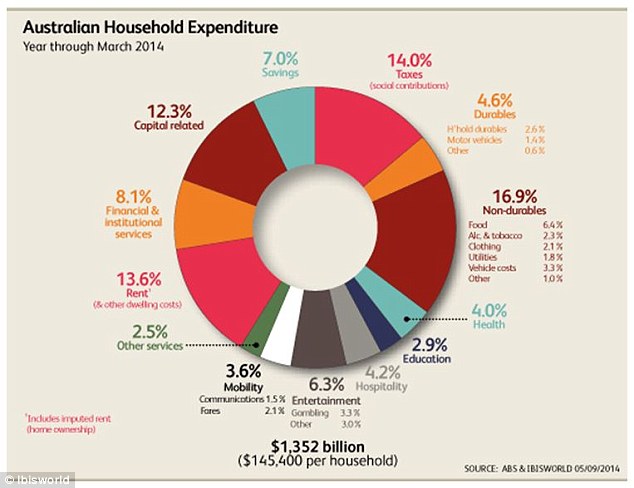 Australian Household Expenditure
Year through March 2014
7.0%
Savings
14.0%
Taxes
(social contributions)
4.6%
Durables
H'hold durables 2.6%
Motor vehicles 1.4%
Other 0.6%
12.3%
Capital related
16.9%
Non-durables
Food 6.4%
Alc, & tobacco 2.3%
Clothing 2.1%
Utilities 1.8%
Vehicle costs 3.3%
Other 1.0%
8.1%
Financial &
institutional
services
13.6%
Rent¹
(& other dwelling costs)
4.0%
Health
2.5%
Other services
2.9%
Education
4.2%
Hospitality
3.6%
Mobility
Communications 1.5%
Fares 2.1%
6.3%
Entertainment
Gambling 3.3%
Other 3.0%
¹Includes imputed rent
(home ownership)
$1,352 billion
($145,400 per household)
SOURCE: ABS & IBISWORLD 05/09/2014
© Ibisworld